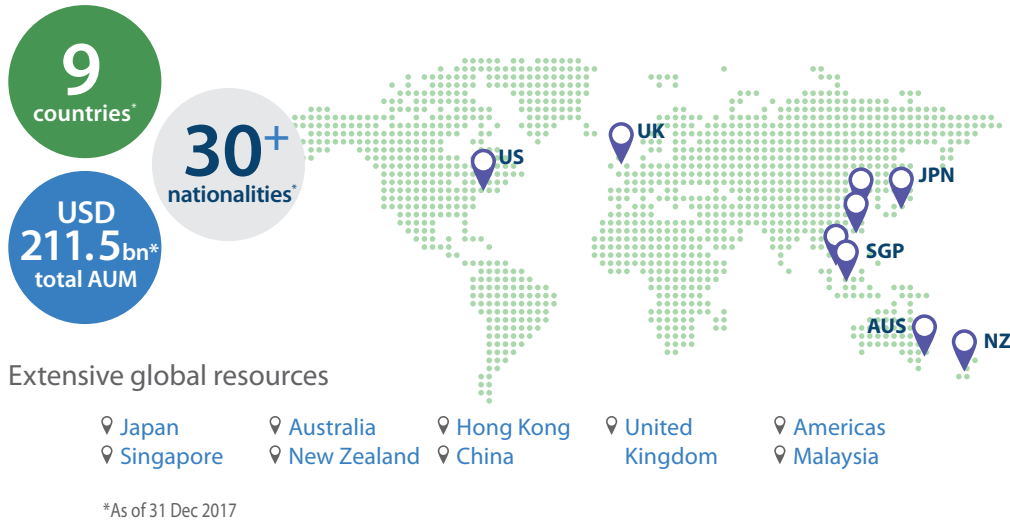 9
countries*
30+
nationalities*
USD
211.5bn*
total AUM
US
UK
JPN
SGP
AUS
NZ
Extensive global resources
Japan
Singapore
Australia
New Zealand
Hong Kong
China
United
Kingdom
Americas
Malaysia
*As of 31 Dec 2017